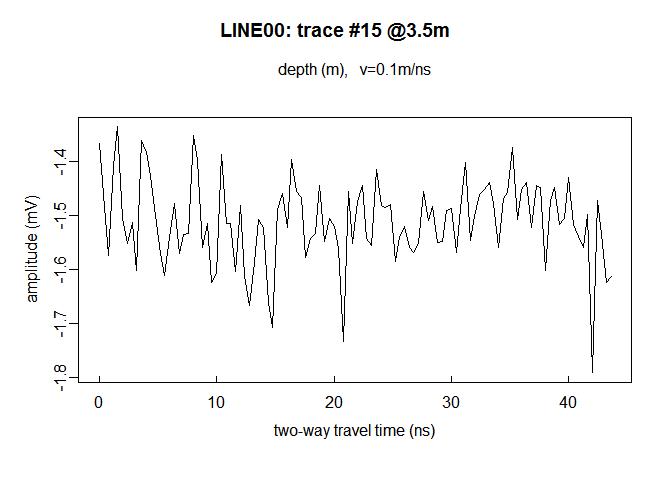 LINE00: trace #15 @3.5m
depth (m), v=0.1m/ns
amplitude (mV)
-1.4
-1.5
-1.6
-1.7
-1.8
0 10 20 30 40
two-way travel time (ns)